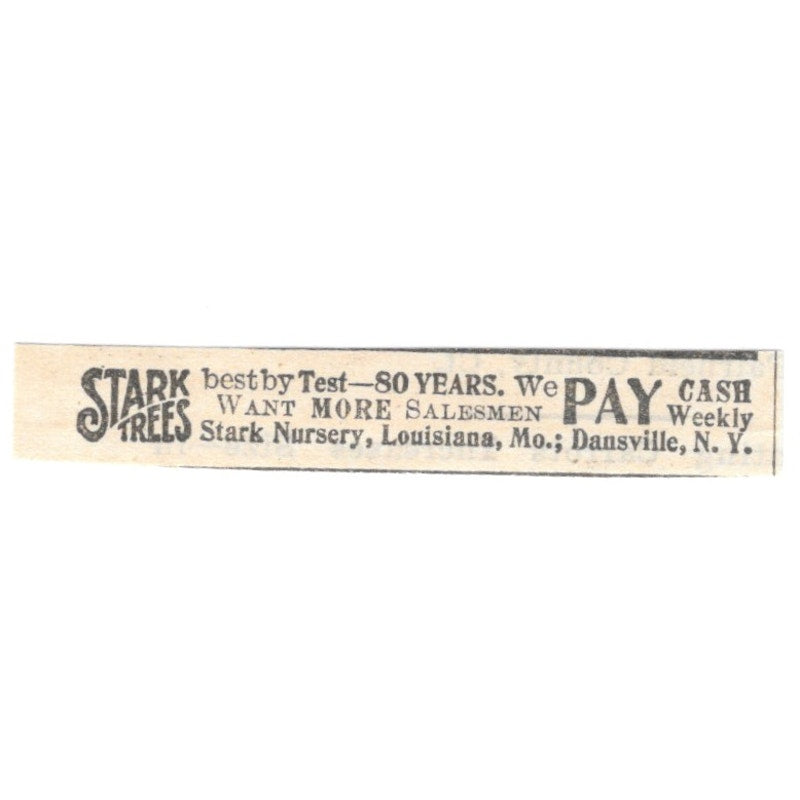 STARK TREES best by Test—80 YEARS. We PAY CASH
WANT MORE SALESMEN Weekly
Stark Nursery, Louisiana, Mo.; Dansville, N. Y.